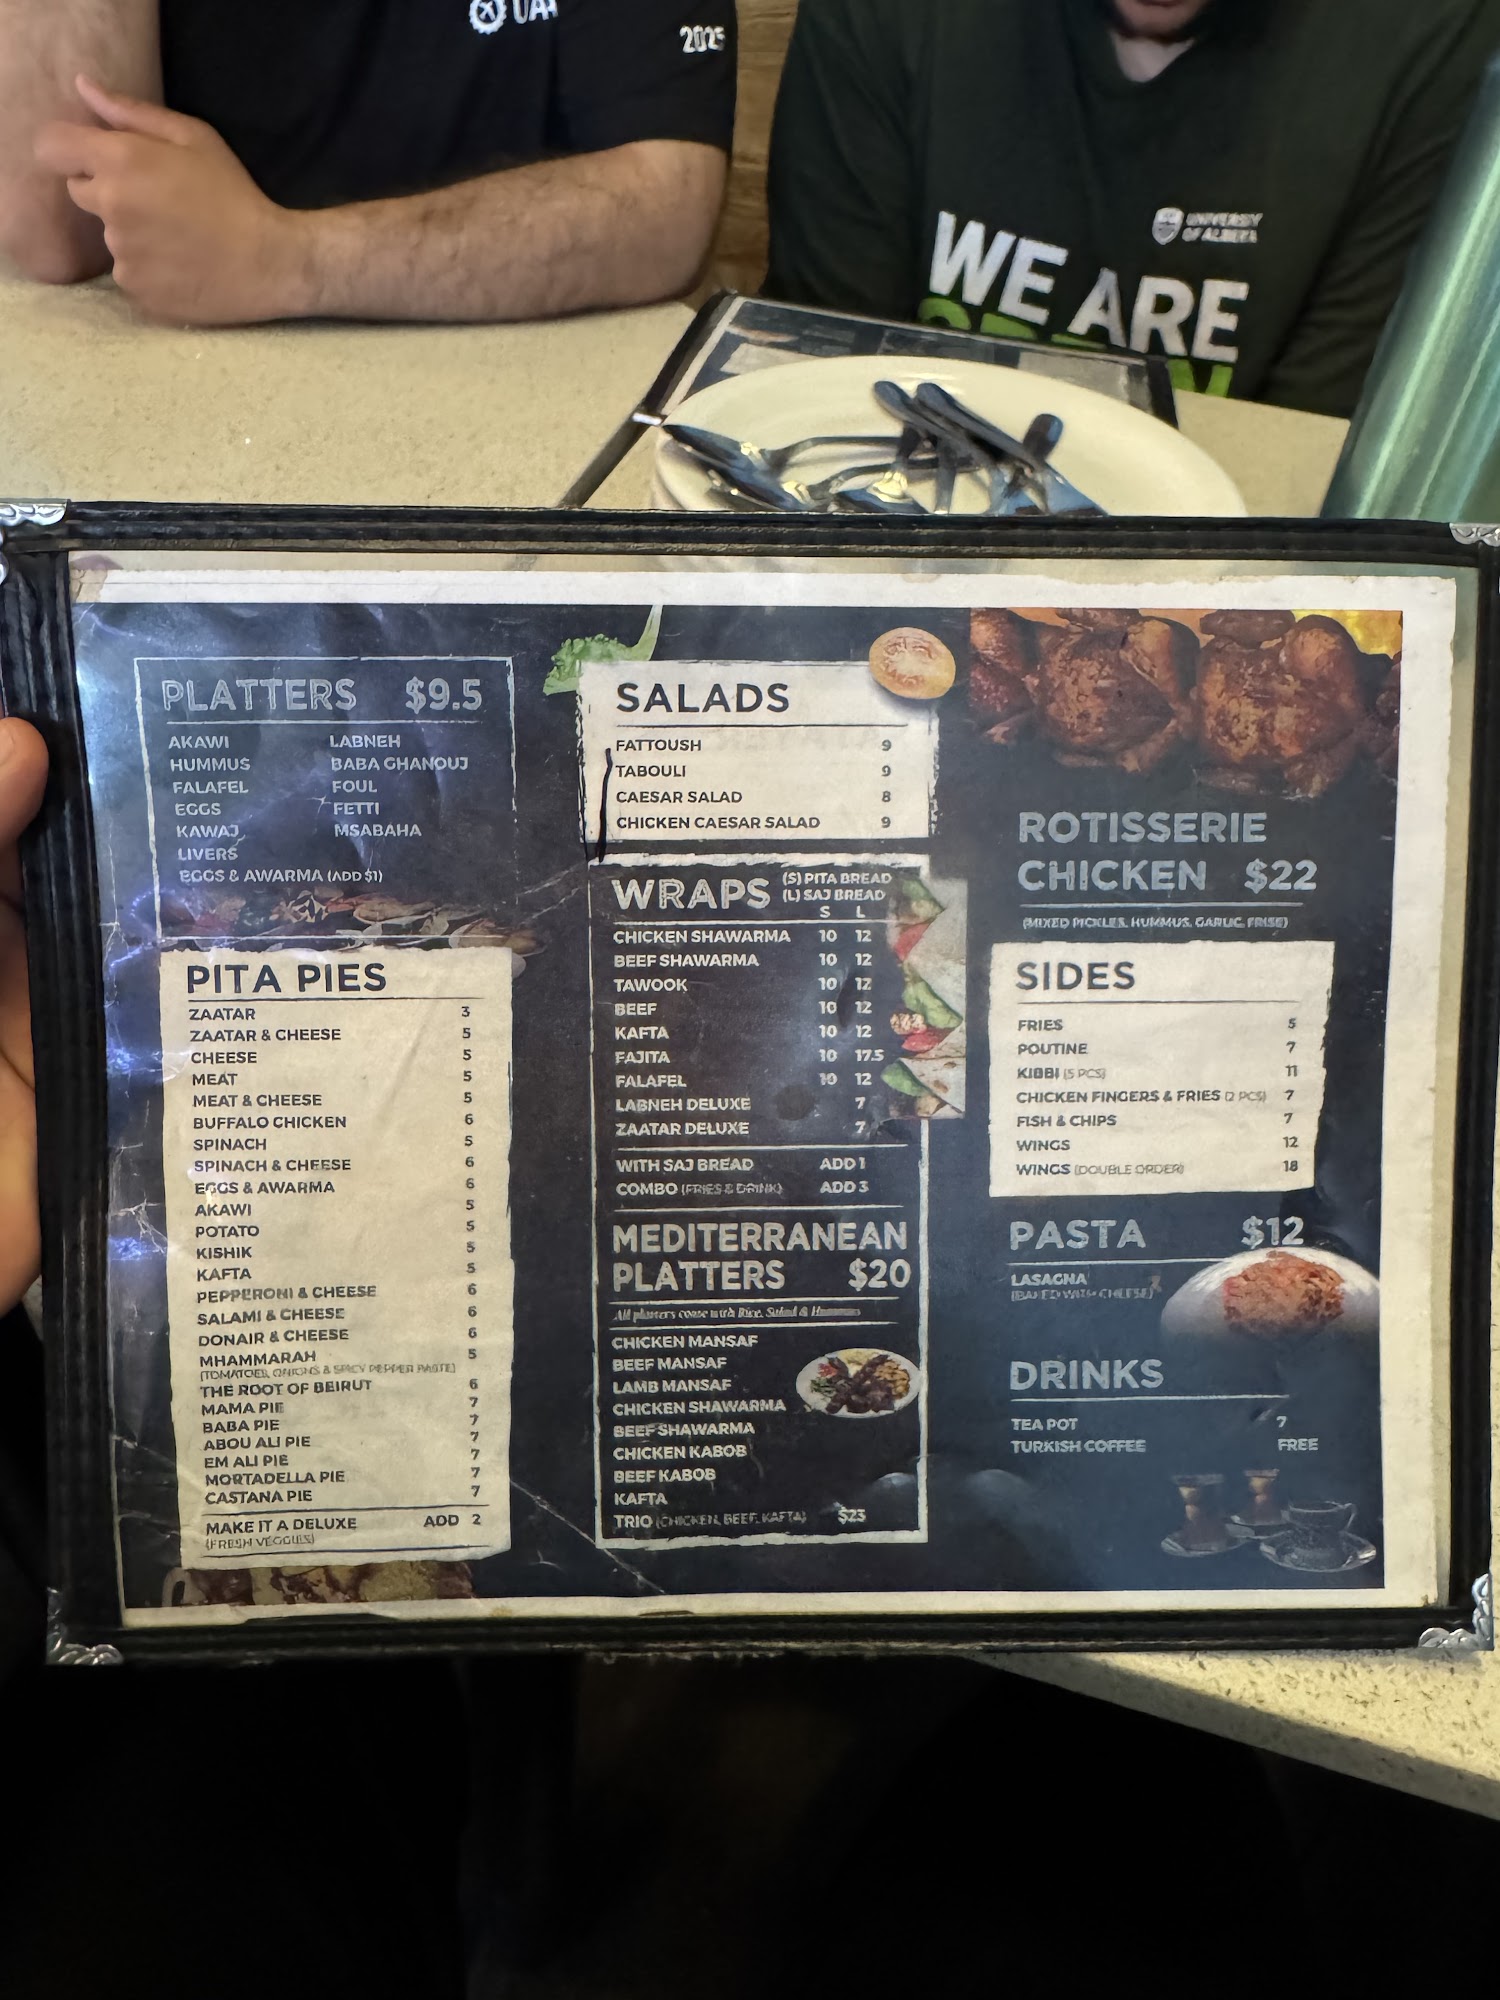 2025
UNIVERSITY
OF ALBERTA
WE ARE
PLATTERS $9.5
AKAWI
HUMMUS
FALAFEL
EGGS
KAWAJ
LIVERS
EGGS & AWARMA (ADD $1)
LABNEH
BABA GHANOUJ
FOUL
FETTI
MSABAHA
PITA PIES
ZAATAR 3
ZAATAR & CHEESE 5
CHEESE 5
MEAT 5
MEAT & CHEESE 5
BUFFALO CHICKEN 6
SPINACH 5
SPINACH & CHEESE 6
EGGS & AWARMA 6
AKAWI 5
POTATO 5
KISHIK 5
KAFTA 5
PEPPERONI & CHEESE 6
SALAMI & CHEESE 6
DONAIR & CHEESE 6
MHAMMARAH 5
(TOMATOES, ONIONS & SPICY PEPPER PASTE)
THE ROOT OF BEIRUT 6
MAMA PIE 7
BABA PIE 7
ABOU ALI PIE 7
EM ALI PIE 7
MORTADELLA PIE 7
CASTANA PIE 7
MAKE IT A DELUXE ADD 2
(FRESH VEGGIES)
SALADS
FATTOUSH 9
TABOULI 9
CAESAR SALAD 8
CHICKEN CAESAR SALAD 9
WRAPS (S) PITA BREAD
(L) SAJ BREAD
S L
CHICKEN SHAWARMA 10 12
BEEF SHAWARMA 10 12
TAWOOK 10 12
BEEF 10 12
KAFTA 10 12
FAJITA 10 17.5
FALAFEL 10 12
LABNEH DELUXE 7
ZAATAR DELUXE 7
WITH SAJ BREAD ADD 1
COMBO (FRIES & DRINK) ADD 3
MEDITERRANEAN
PLATTERS $20
All platters come with Rice, Salad & Hummus
CHICKEN MANSAF
BEEF MANSAF
LAMB MANSAF
CHICKEN SHAWARMA
BEEF SHAWARMA
CHICKEN KABOB
BEEF KABOB
KAFTA
TRIO (CHICKEN, BEEF, KAFTA) $23
ROTISSERIE
CHICKEN $22
(MIXED PICKLES, HUMMUS, GARLIC, FRISE)
SIDES
FRIES 5
POUTINE 7
KIBBI (5 PCS) 11
CHICKEN FINGERS & FRIES (2 PCS) 7
FISH & CHIPS 7
WINGS 12
WINGS (DOUBLE ORDER) 18
PASTA $12
LASAGNA
(BAKED WITH CHEESE)
DRINKS
TEA POT 7
TURKISH COFFEE FREE